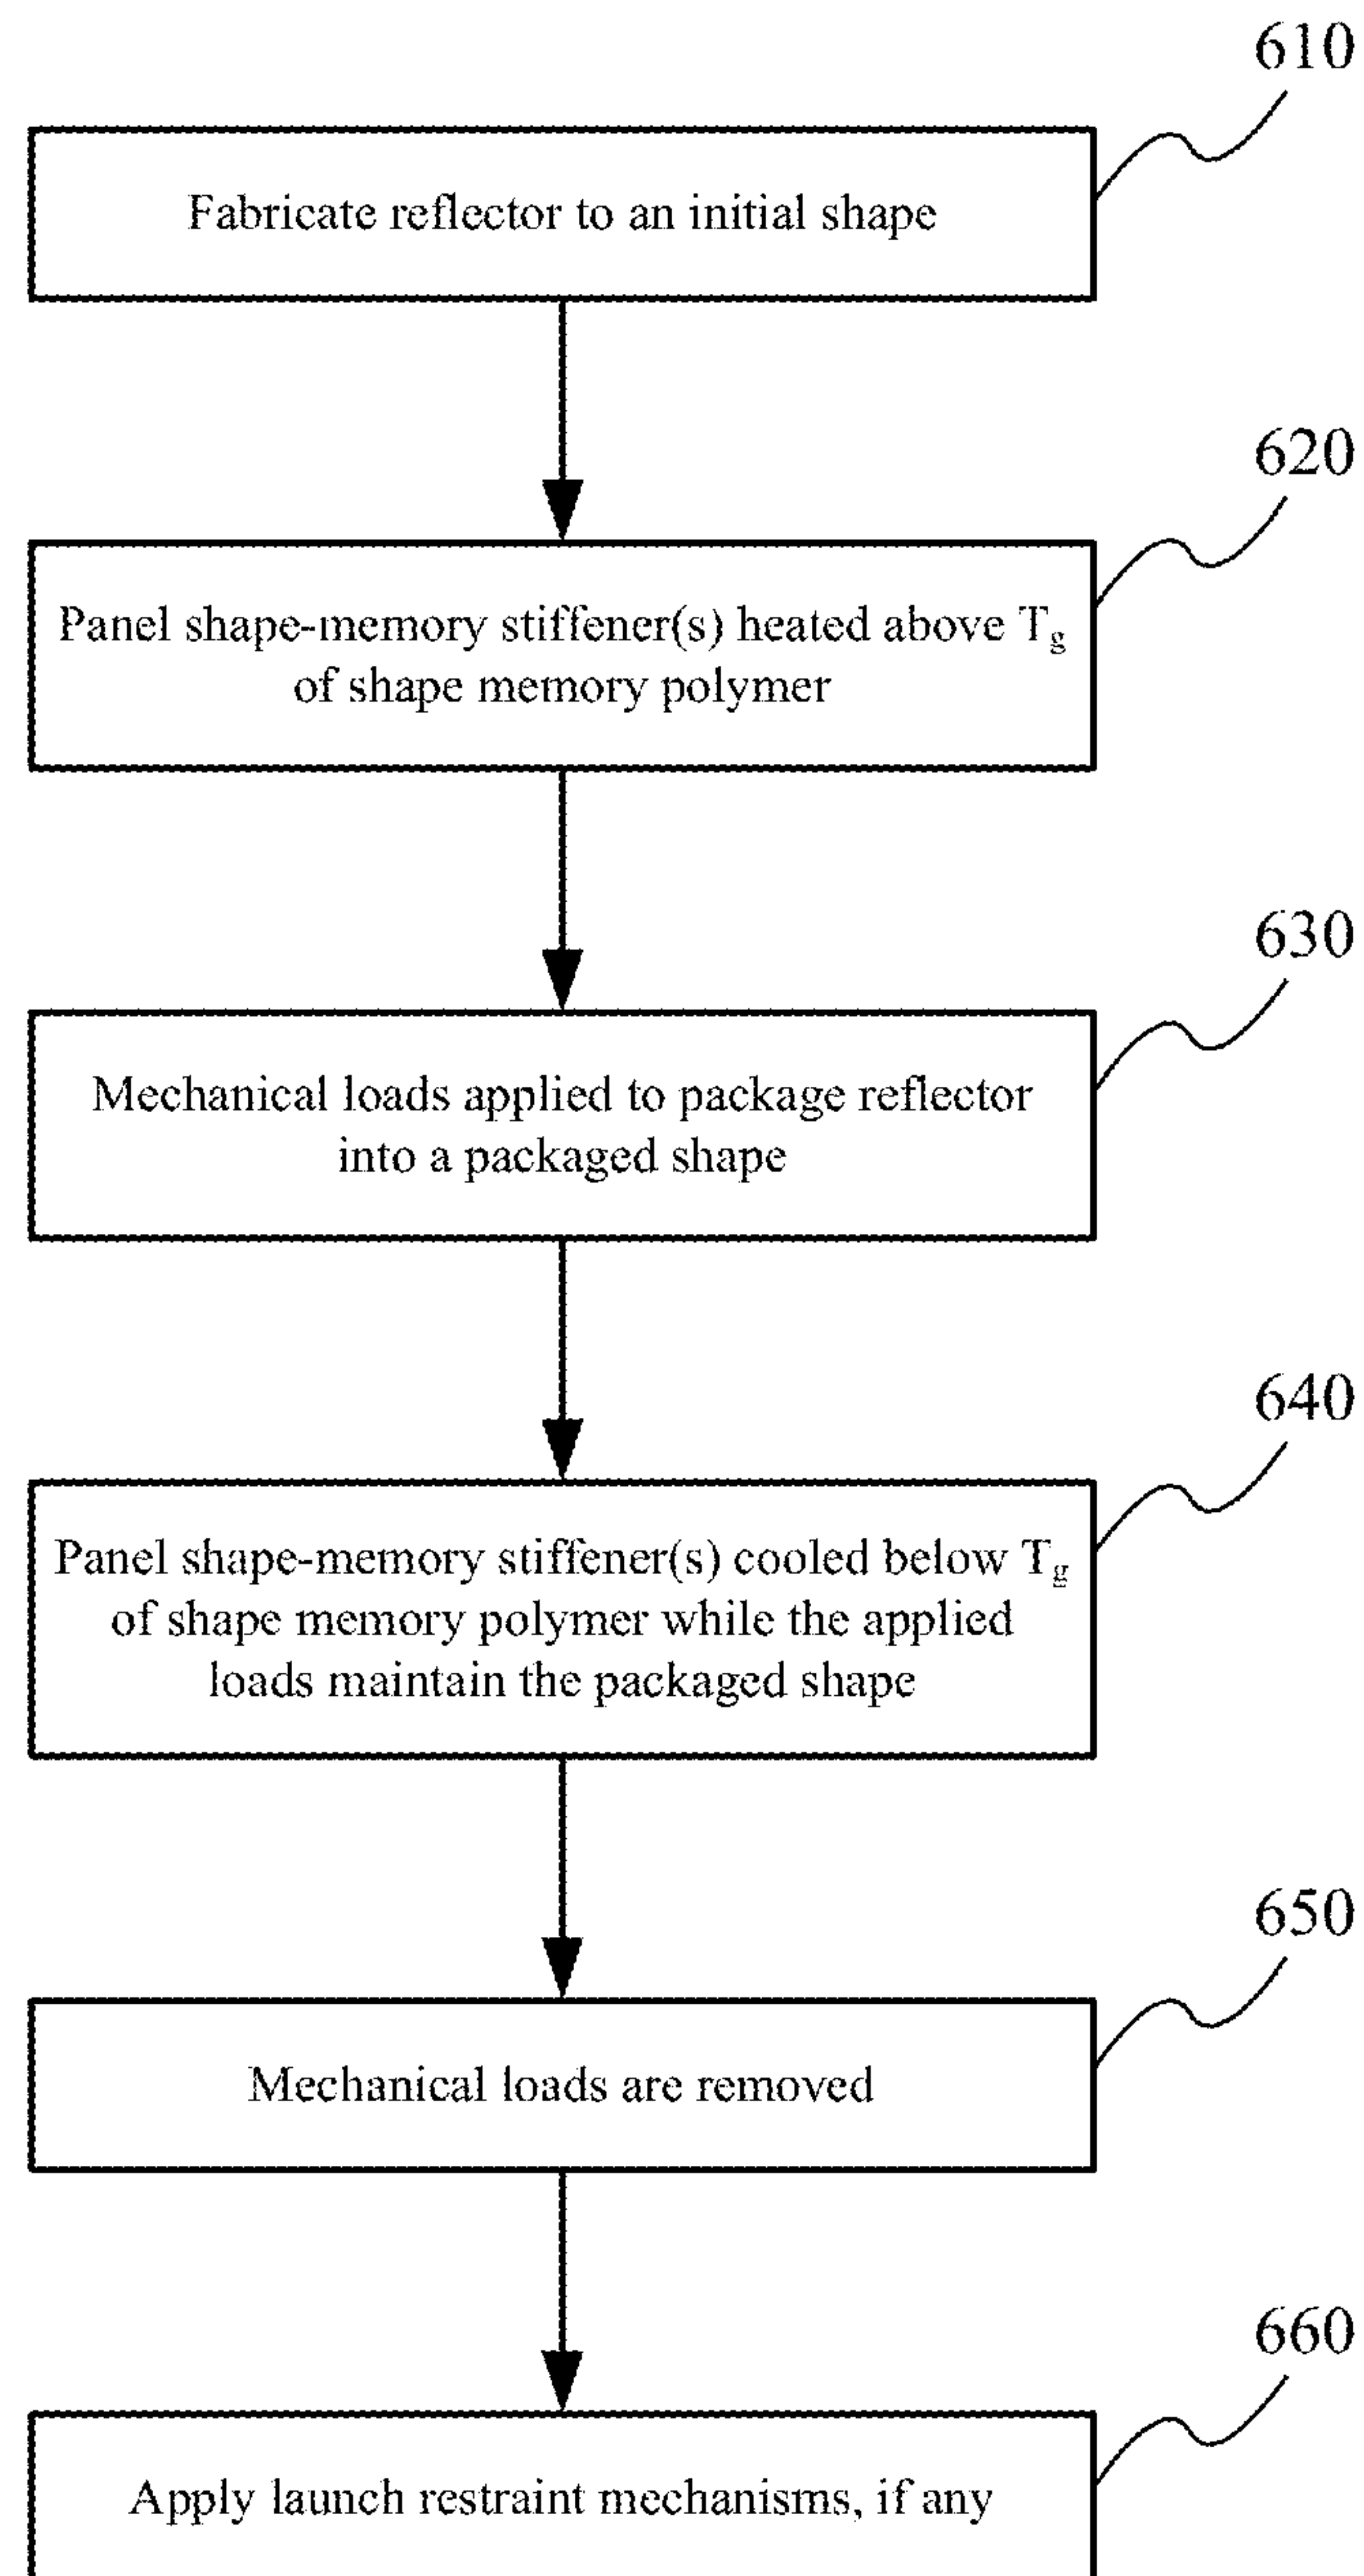 610
Fabricate reflector to an initial shape
620
Panel shape-memory stiffener(s) heated above Tg
of shape memory polymer
630
Mechanical loads applied to package reflector
into a packaged shape
640
Panel shape-memory stiffener(s) cooled below Tg
of shape memory polymer while the applied
loads maintain the packaged shape
650
Mechanical loads are removed
660
Apply launch restraint mechanisms, if any